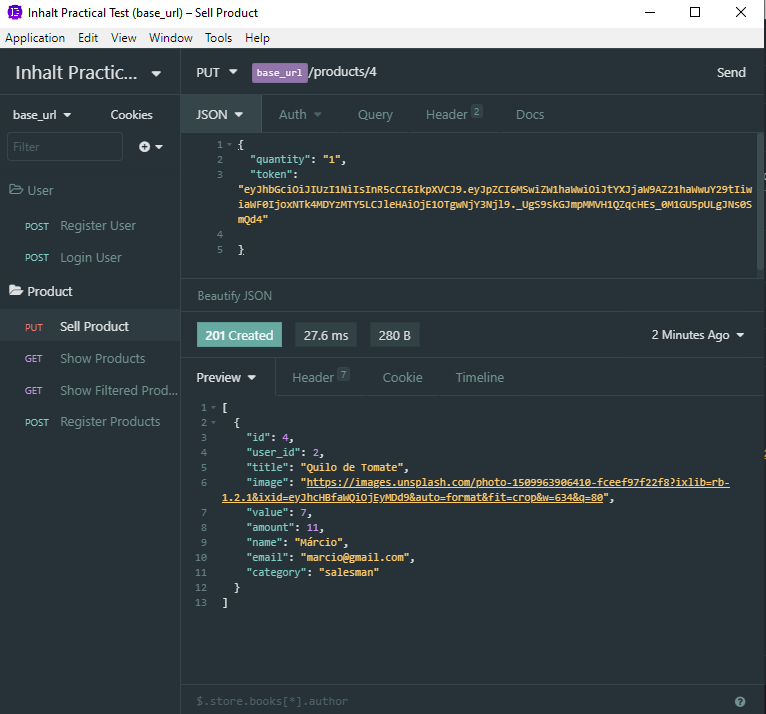 Inhalt Practical Test (base_url) – Sell Product
Application Edit View Window Tools Help
Inhalt Practic...
PUT base_url/products/4 Send
base_url Cookies
JSON Auth Query Header 2 Docs
Filter
User
POST Register User
POST Login User
Product
PUT Sell Product
GET Show Products
GET Show Filtered Prod...
POST Register Products
1 {
2 "quantity": "1",
3 "token":
"eyJhbGciOiJIUzI1NiIsInR5cCI6IkpXVCJ9.eyJpZCI6MSwiZW1haWwiOiJtYXJjaW9AZ21haWwuY29tIiw
iaWF0IjoxNTk4MDYzMTY5LCJleHAiOjE1OTgwNjY3Njl9._UgS9skGJmpMMVH1QZqcHEs_0M1GU5pULgJNs0S
mQd4"
4
5 }
Beautify JSON
201 Created 27.6 ms 280 B 2 Minutes Ago
Preview Header 7 Cookie Timeline
1 [
2 {
3 "id": 4,
4 "user_id": 2,
5 "title": "Quilo de Tomate",
6 "image": "https://images.unsplash.com/photo-1509963906410-fceef97f22f8?ixlib=rb-
1.2.1&ixid=eyJhcHBfaWQiOjEyMDd9&auto=format&fit=crop&w=634&q=80",
7 "value": 7,
8 "amount": 11,
9 "name": "Márcio",
10 "email": "marcio@gmail.com",
11 "category": "salesman"
12 }
13 ]
$.store.books[*].author